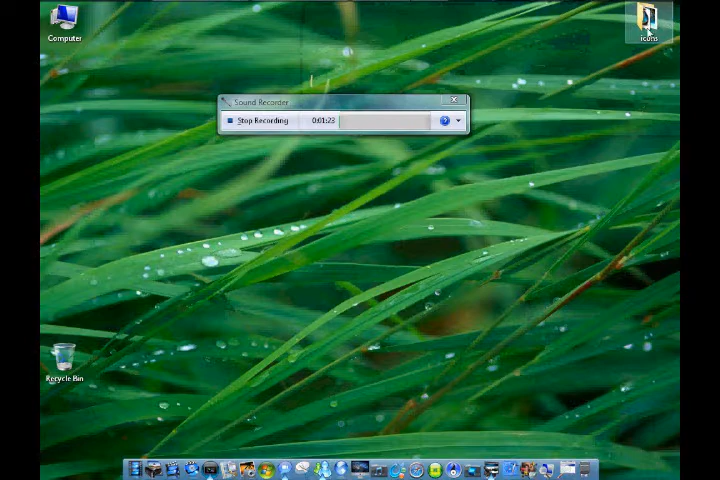 Computer
icons
Sound Recorder
Stop Recording
0:01:23
Recycle Bin